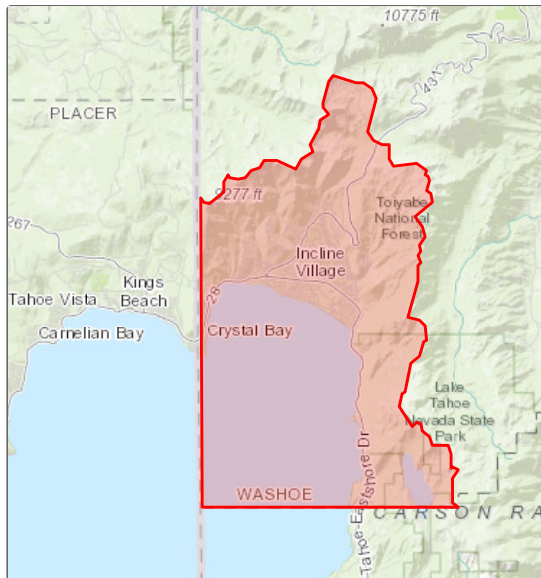 10775 ft
431
PLACER
9277 ft
Toiyabe
National
Forest
267
Incline
Village
Kings
Beach
28
Tahoe Vista
Crystal Bay
Carnelian Bay
Lake
Tahoe
Nevada State
Park
WASHOE
Tahoe-Eastshore-Dr
CARSON RA